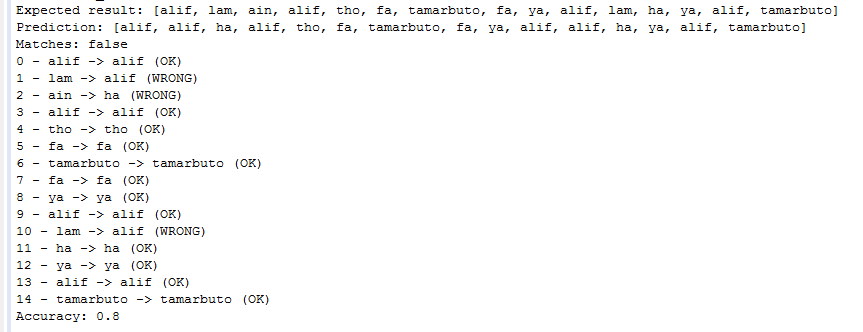 Expected result: [alif, lam, ain, alif, tho, fa, tamarbuto, fa, ya, alif, lam, ha, ya, alif, tamarbuto]
Prediction: [alif, alif, ha, alif, tho, fa, tamarbuto, fa, ya, alif, alif, ha, ya, alif, tamarbuto]
Matches: false
0 - alif -> alif (OK)
1 - lam -> alif (WRONG)
2 - ain -> ha (WRONG)
3 - alif -> alif (OK)
4 - tho -> tho (OK)
5 - fa -> fa (OK)
6 - tamarbuto -> tamarbuto (OK)
7 - fa -> fa (OK)
8 - ya -> ya (OK)
9 - alif -> alif (OK)
10 - lam -> alif (WRONG)
11 - ha -> ha (OK)
12 - ya -> ya (OK)
13 - alif -> alif (OK)
14 - tamarbuto -> tamarbuto (OK)
Accuracy: 0.8